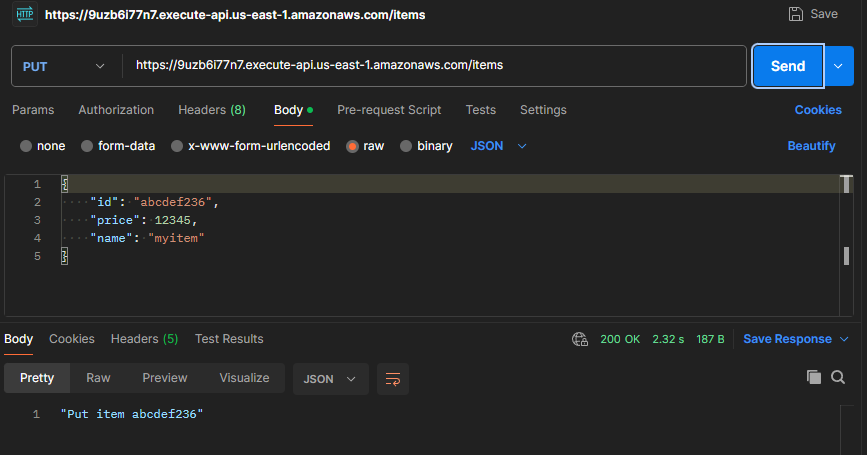 HTTP https://9uzb6i77n7.execute-api.us-east-1.amazonaws.com/items Save
PUT https://9uzb6i77n7.execute-api.us-east-1.amazonaws.com/items Send
Params Authorization Headers (8) Body Pre-request Script Tests Settings Cookies
none form-data x-www-form-urlencoded raw binary JSON Beautify
1 {
2 "id": "abcdef236",
3 "price": 12345,
4 "name": "myitem"
5 }
Body Cookies Headers (5) Test Results 200 OK 2.32 s 187 B Save Response
Pretty Raw Preview Visualize JSON
1 "Put item abcdef236"